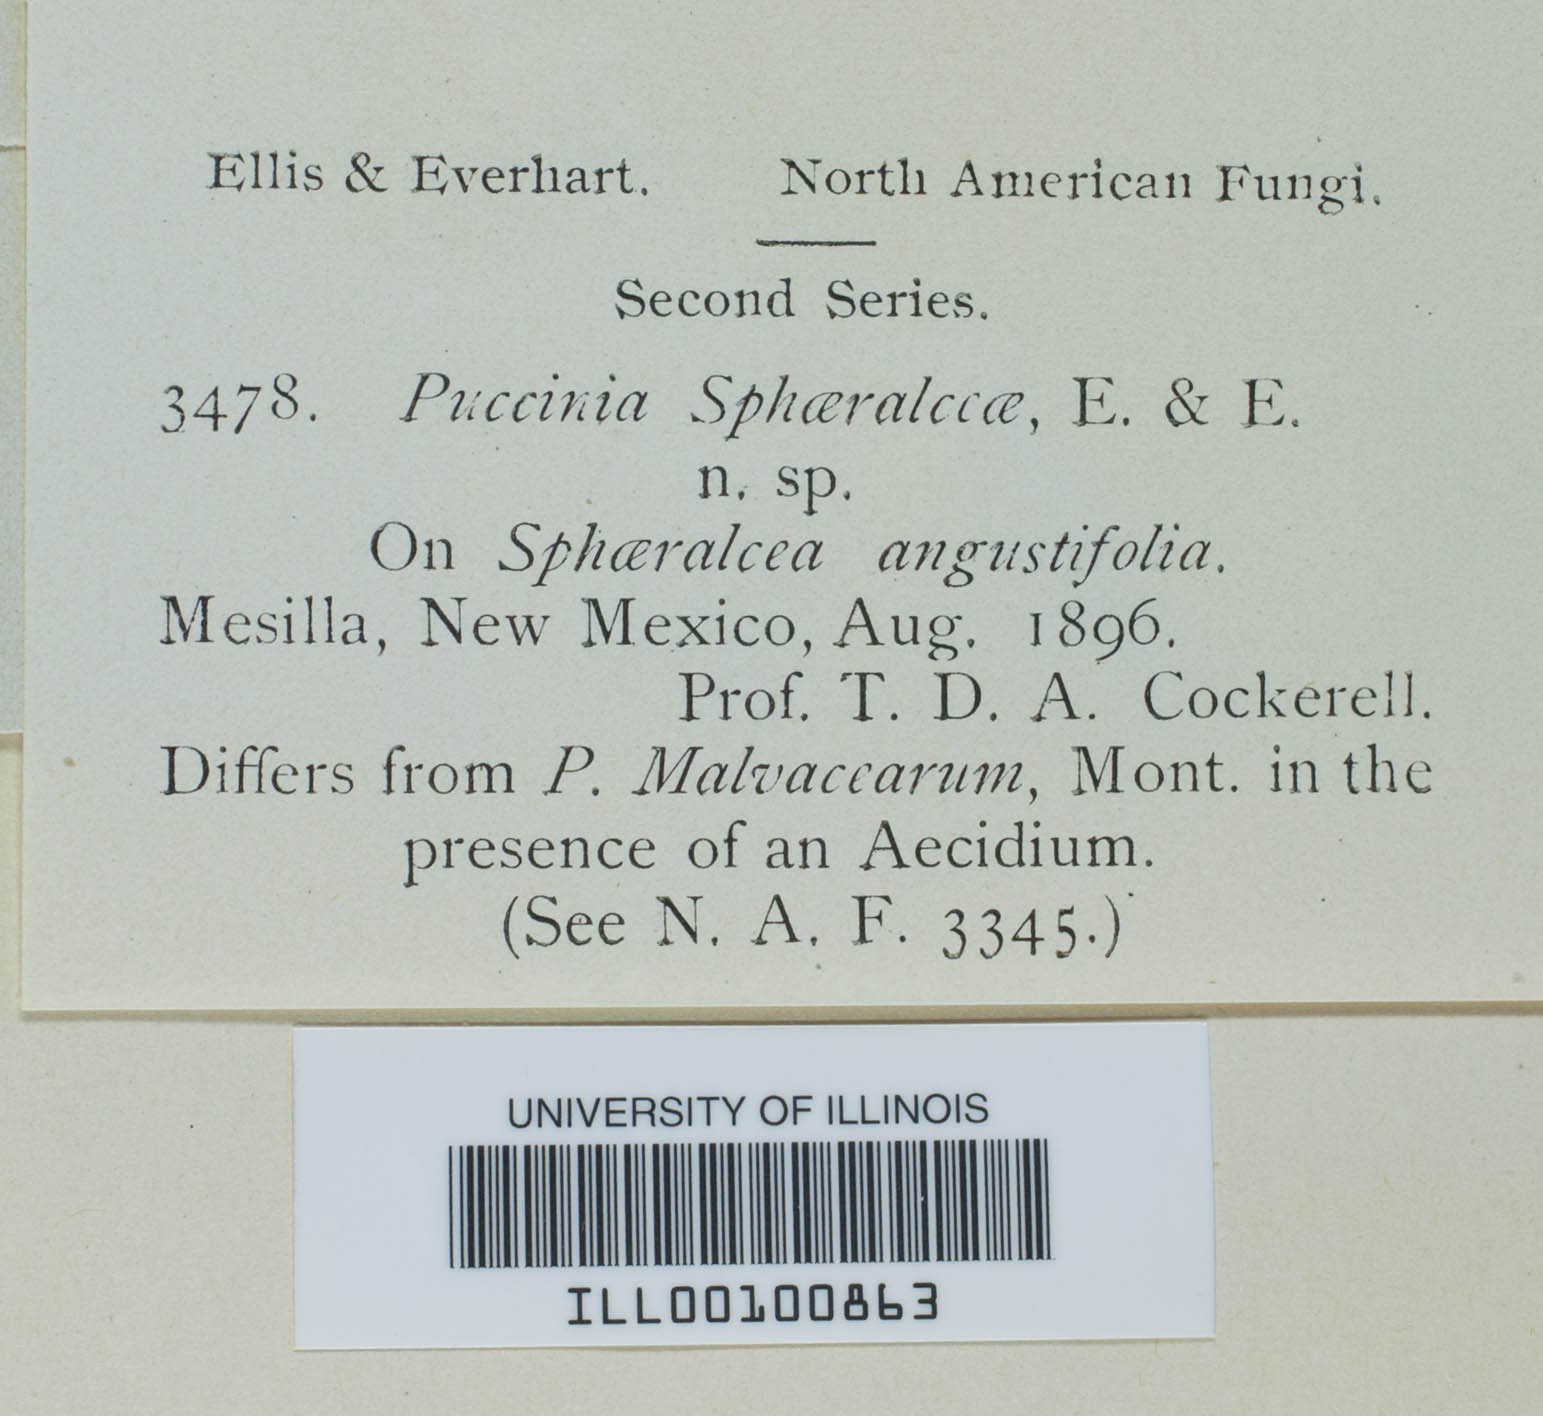 Ellis & Everhart. North American Fungi.
Second Series.
3478. Puccinia Sphæralceæ, E. & E.
n. sp.
On Sphæralcea angustifolia.
Mesilla, New Mexico, Aug. 1896.
Prof. T. D. A. Cockerell.
Differs from P. Malvacearum, Mont. in the
presence of an Aecidium.
(See N. A. F. 3345.)
UNIVERSITY OF ILLINOIS
ILL00100863